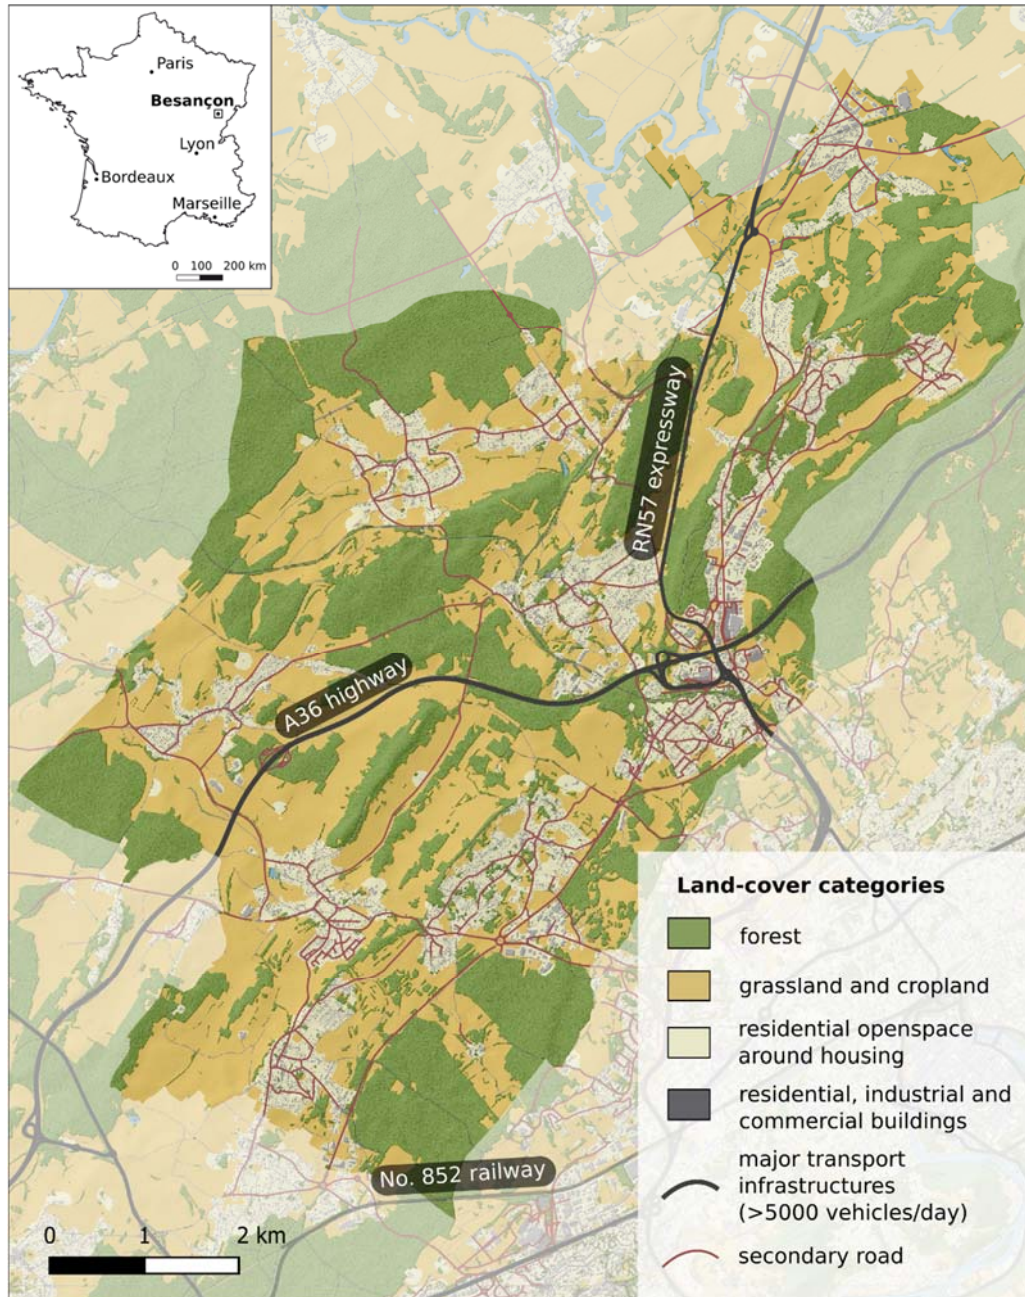 Paris
Besançon
Lyon
Bordeaux
Marseille
0 100 200 km
RN57 expressway
A36 highway
No. 852 railway
0 1 2 km
Land-cover categories
forest
grassland and cropland
residential openspace
around housing
residential, industrial and
commercial buildings
major transport
infrastructures
(>5000 vehicles/day)
secondary road